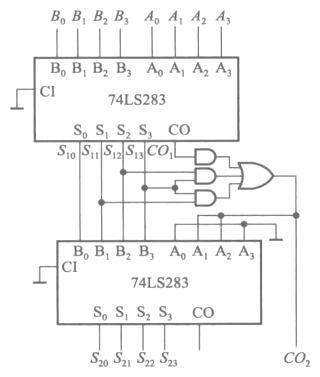 B₀ B₁ B₂ B₃ A₀ A₁ A₂ A₃
B₀ B₁ B₂ B₃ A₀ A₁ A₂ A₃
CI
74LS283
S₀ S₁ S₂ S₃ CO
S₁₀ S₁₁ S₁₂ S₁₃ CO₁
B₀ B₁ B₂ B₃ A₀ A₁ A₂ A₃
CI
74LS283
S₀ S₁ S₂ S₃ CO
S₂₀ S₂₁ S₂₂ S₂₃
CO₂